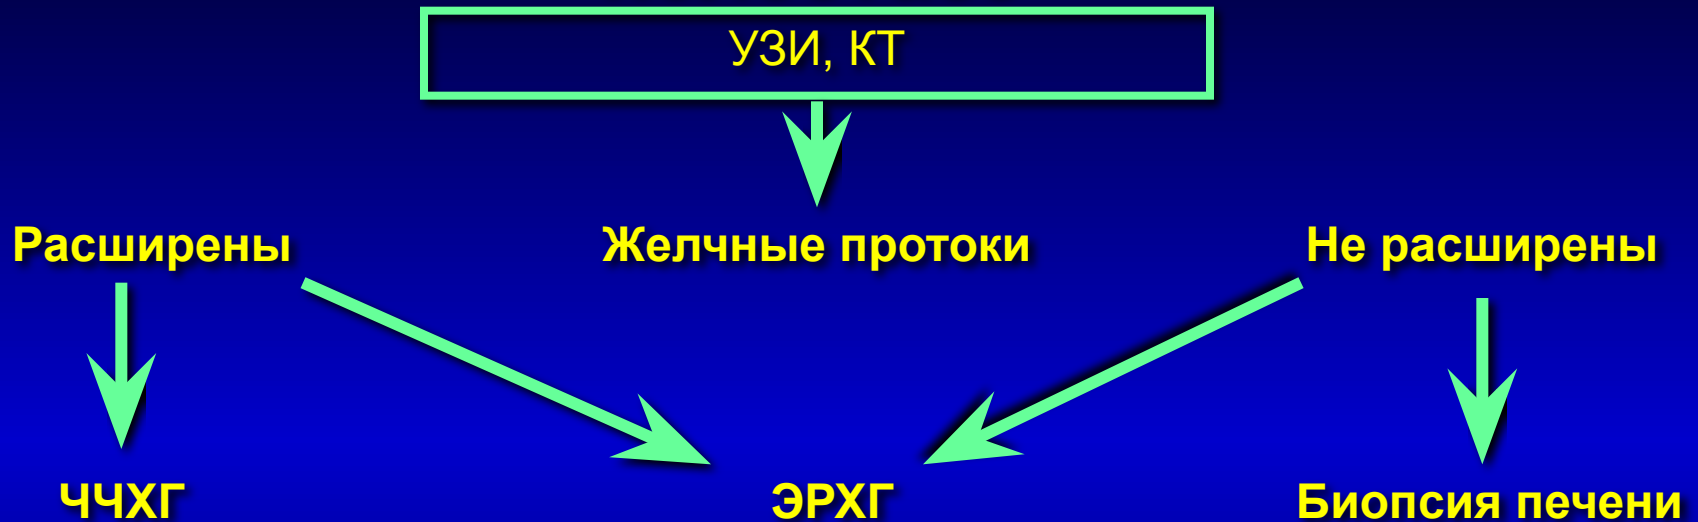 УЗИ, КТ
Расширены
Желчные протоки
Не расширены
ЧЧХГ
ЭРХГ
Биопсия печени